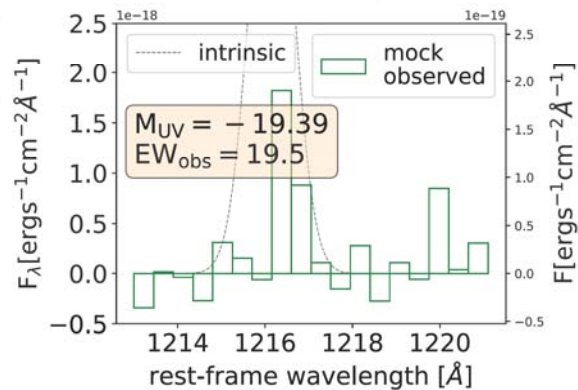 1e−18
1e−19
intrinsic
mock
observed
M_UV = − 19.39
EW_obs = 19.5
2.5
2.0
1.5
1.0
0.5
0.0
−0.5
2.5
2.0
1.5
1.0
0.5
0.0
−0.5
F_λ[ergs⁻¹cm⁻²Å⁻¹]
F[ergs⁻¹cm⁻²Å⁻¹]
1214 1216 1218 1220
rest-frame wavelength [Å]